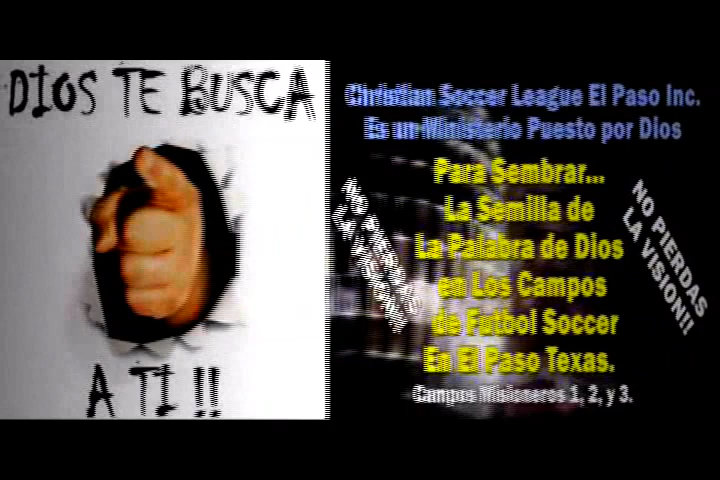 DIOS TE BUSCA
A TI !!
Christian Soccer League El Paso Inc.
Es un Ministerio Puesto por Dios
Para Sembrar...
La Semilla de
La Palabra de Dios
en Los Campos
de Futbol Soccer
En El Paso Texas.
Campos Misioneros 1, 2, y 3.
NO PIERDAS
LA VISION!!
NO PIERDAS
LA VISION!!